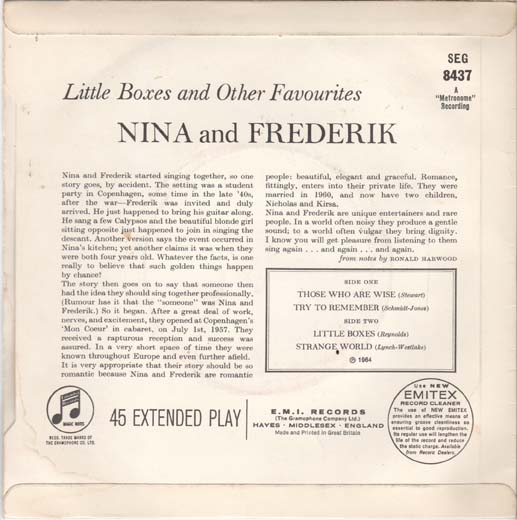 SEG
8437
A
"Metronome"
Recording
Little Boxes and Other Favourites
NINA and FREDERIK
Nina and Frederik started singing together, so one
story goes, by accident. The setting was a student
party in Copenhagen, some time in the late '40s,
after the war—Frederik was invited and duly
arrived. He just happened to bring his guitar along.
He sang a few Calypsos and the beautiful blonde girl
sitting opposite just happened to join in singing the
descant. Another version says the event occurred in
Nina's kitchen; yet another claims it was when they
were both four years old. Whatever the facts, is one
really to believe that such golden things happen
by chance?
The story then goes on to say that someone then
had the idea they should sing together professionally.
(Rumour has it that the "someone" was Nina and
Frederik.) So it began. After a great deal of work,
nerves, and excitement, they opened at Copenhagen's
'Mon Coeur' in cabaret, on July 1st, 1957. They
received a rapturous reception and success was
assured. In a very short space of time they were
known throughout Europe and even further afield.
It is very appropriate that their story should be so
romantic because Nina and Frederik are romantic
people: beautiful, elegant and graceful. Romance,
fittingly, enters into their private life. They were
married in 1960, and now have two children,
Nicholas and Kirsa.
Nina and Frederik are unique entertainers and rare
people. In a world often noisy they produce a gentle
sound; to a world often vulgar they bring dignity.
I know you will get pleasure from listening to them
sing again . . . and again . . . and again.
from notes by RONALD HARWOOD
SIDE ONE
THOSE WHO ARE WISE (Stewart)
TRY TO REMEMBER (Schmidt-Jones)
SIDE TWO
LITTLE BOXES (Reynolds)
STRANGE WORLD (Lynch-Westlake)
℗ 1964
MAGIC NOTES
REGD. TRADE MARKS OF
THE GRAMOPHONE CO. LTD.
45 EXTENDED PLAY
E.M.I. RECORDS
(The Gramophone Company Ltd.)
HAYES · MIDDLESEX · ENGLAND
Made and Printed in Great Britain
Use NEW
EMITEX
RECORD CLEANER
The use of NEW EMITEX
provides an effective means of
ensuring groove cleanliness so
essential to good reproduction.
Its regular use will lengthen the
life of the record and reduce
the static charge. Available
from Record Dealers.